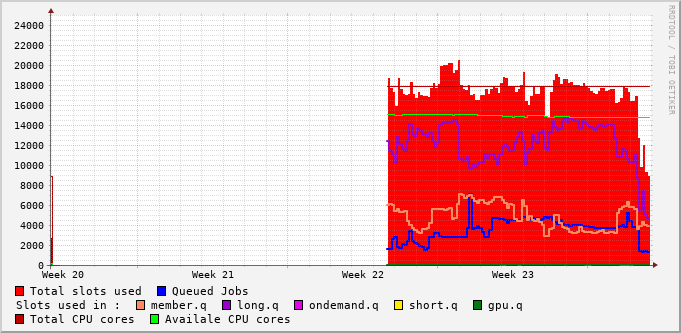 24000
22000
20000
18000
16000
14000
12000
10000
8000
6000
4000
2000
0
Week 20 Week 21 Week 22 Week 23
Total slots used Queued Jobs
Slots used in : member.q long.q ondemand.q short.q gpu.q
Total CPU cores Availale CPU cores
RRDTOOL / TOBI OETIKER